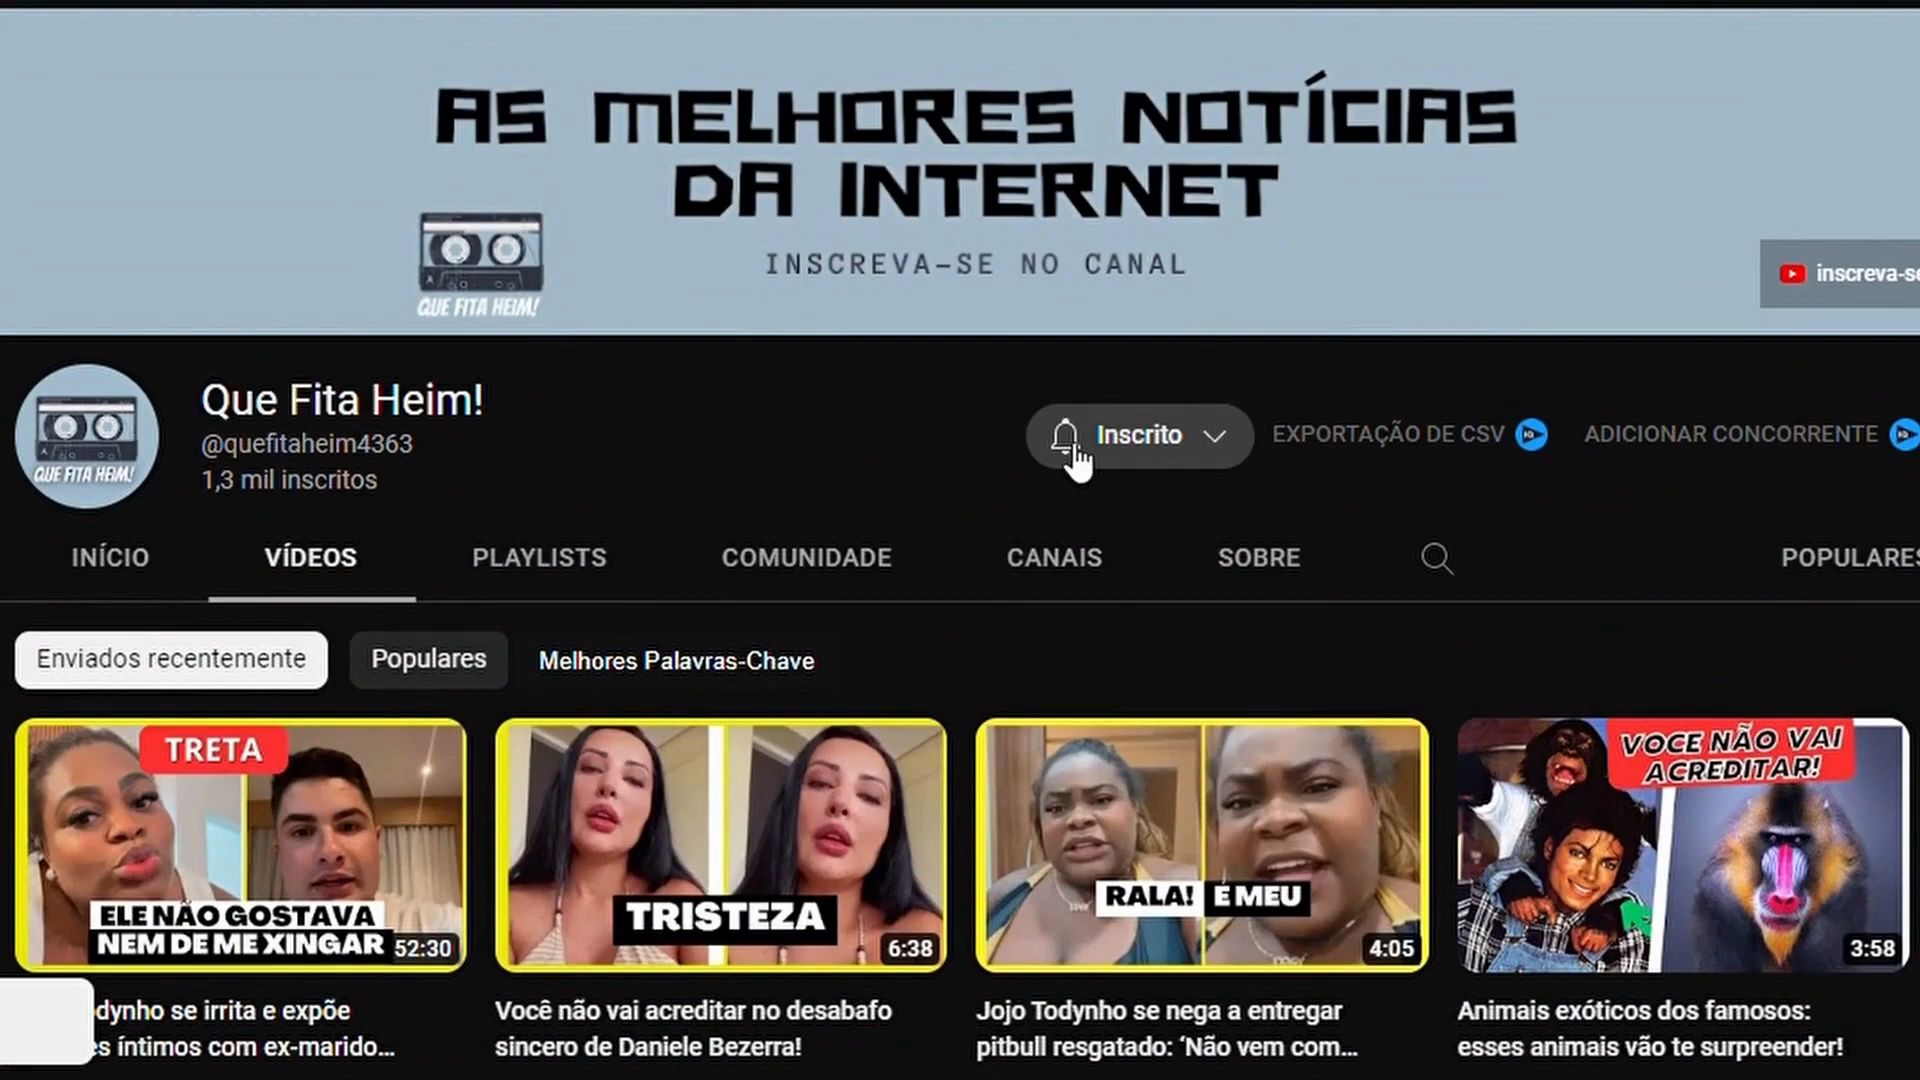 AS MELHORES NOTÍCIAS
DA INTERNET
INSCREVA-SE NO CANAL
QUE FITA HEIM!
inscreva-se
QUE FITA HEIM!
Que Fita Heim!
@quefitaheim4363
1,3 mil inscritos
Inscrito
EXPORTAÇÃO DE CSV
ADICIONAR CONCORRENTE
INÍCIO VÍDEOS PLAYLISTS COMUNIDADE CANAIS SOBRE POPULARES
Enviados recentemente Populares Melhores Palavras-Chave
TRETA
ELE NÃO GOSTAVA
NEM DE ME XINGAR
52:30
TRISTEZA
6:38
RALA! E MEU
4:05
VOCE NÃO VAI
ACREDITAR!
3:58
dynho se irrita e expõe
es íntimos com ex-marido...
Você não vai acreditar no desabafo
sincero de Daniele Bezerra!
Jojo Todynho se nega a entregar
pitbull resgatado: ‘Não vem com...
Animais exóticos dos famosos:
esses animais vão te surpreender!